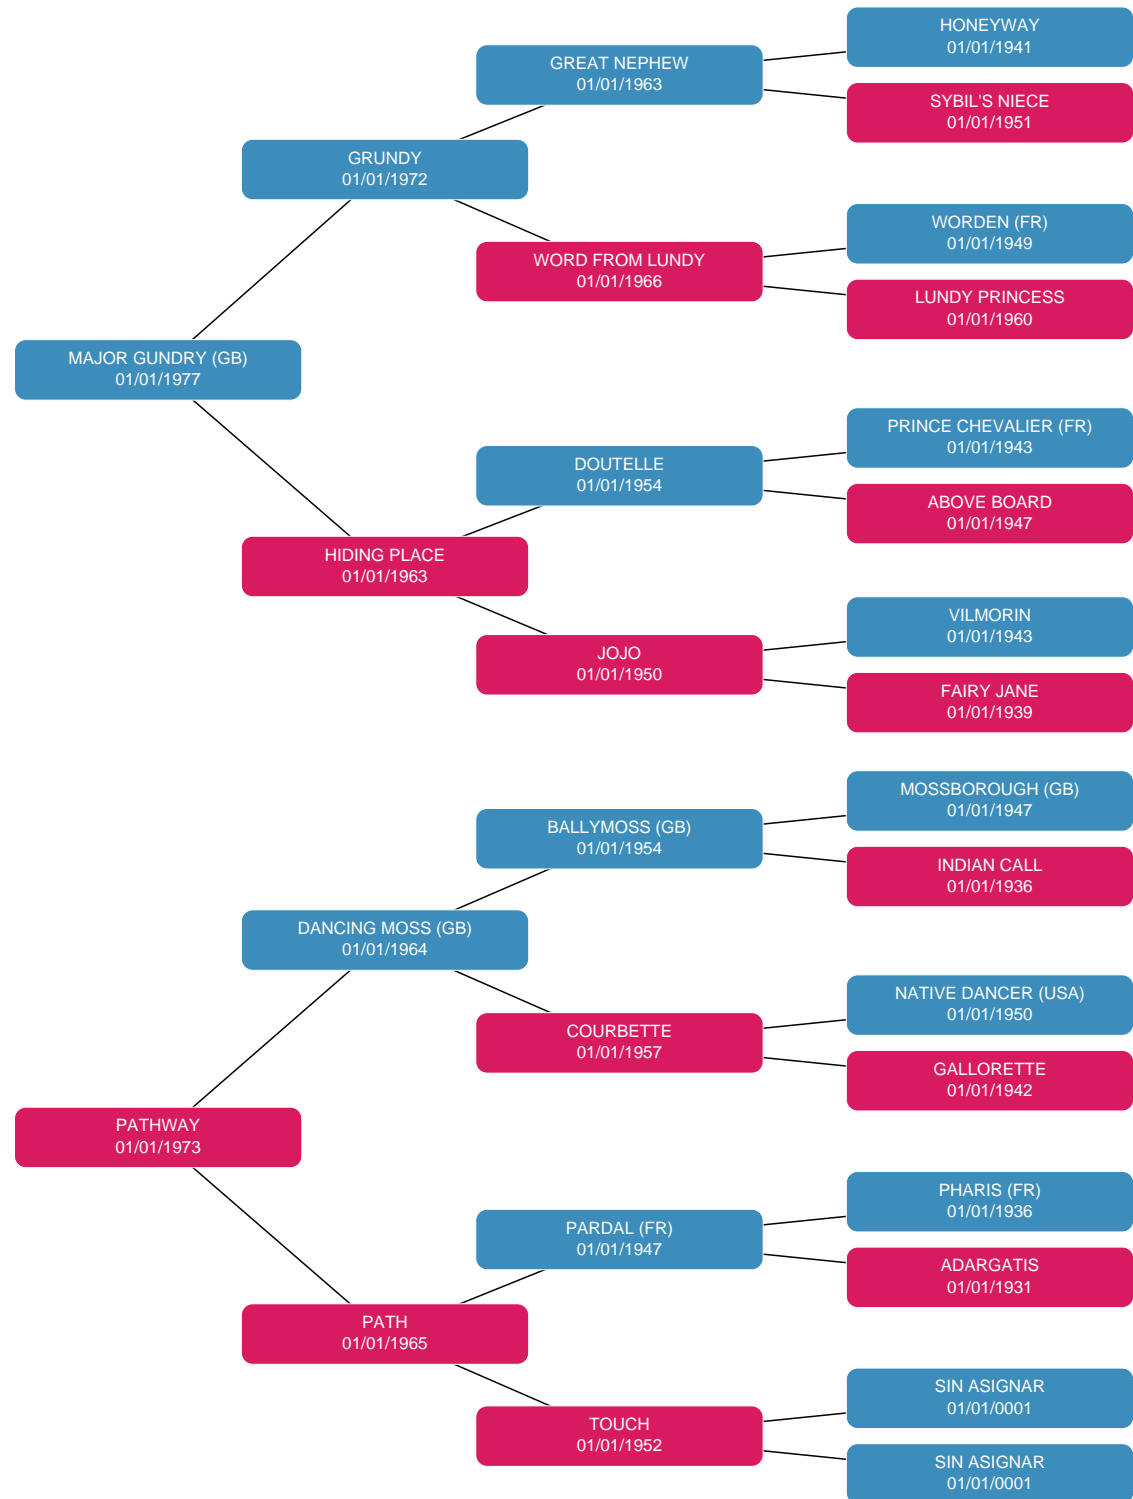 HONEYWAY
01/01/1941
GREAT NEPHEW
01/01/1963
SYBIL'S NIECE
01/01/1951
GRUNDY
01/01/1972
WORDEN (FR)
01/01/1949
WORD FROM LUNDY
01/01/1966
LUNDY PRINCESS
01/01/1960
MAJOR GUNDRY (GB)
01/01/1977
PRINCE CHEVALIER (FR)
01/01/1943
DOUTELLE
01/01/1954
ABOVE BOARD
01/01/1947
HIDING PLACE
01/01/1963
VILMORIN
01/01/1943
JOJO
01/01/1950
FAIRY JANE
01/01/1939
MOSSBOROUGH (GB)
01/01/1947
BALLYMOSS (GB)
01/01/1954
INDIAN CALL
01/01/1936
DANCING MOSS (GB)
01/01/1964
NATIVE DANCER (USA)
01/01/1950
COURBETTE
01/01/1957
GALLORETTE
01/01/1942
PATHWAY
01/01/1973
PHARIS (FR)
01/01/1936
PARDAL (FR)
01/01/1947
ADARGATIS
01/01/1931
PATH
01/01/1965
SIN ASIGNAR
01/01/0001
TOUCH
01/01/1952
SIN ASIGNAR
01/01/0001